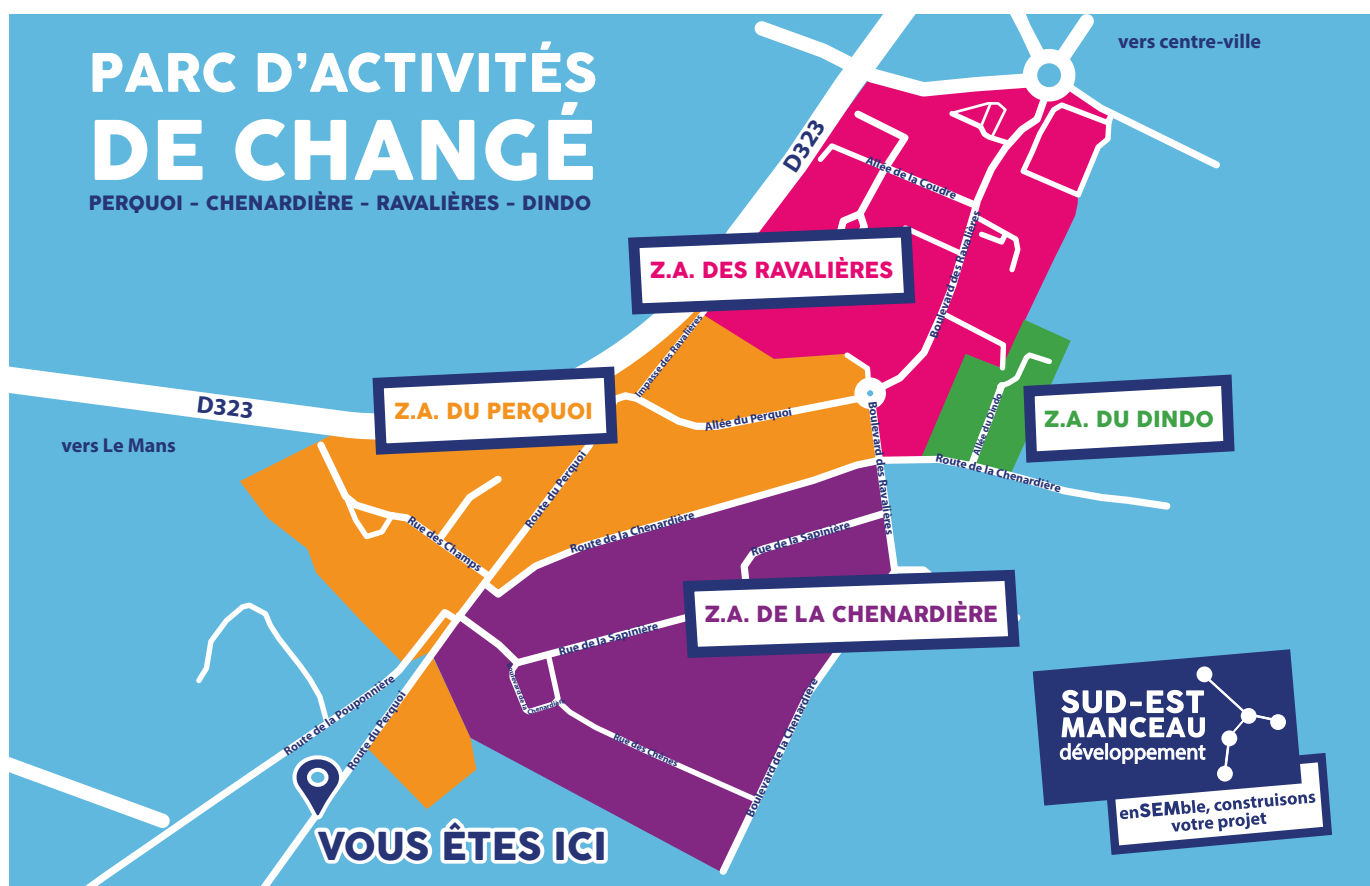 PARC D'ACTIVITÉS
DE CHANGÉ
PERQUOI - CHENARDIÈRE - RAVALIÈRES - DINDO
vers centre-ville
D323
Allée de la Coudre
Boulevard des Ravalières
Z.A. DES RAVALIÈRES
Impasse des Ravalières
D323
vers Le Mans
Z.A. DU PERQUOI
Allée du Perquoi
Boulevard des Ravalières
Allée du Dindo
Z.A. DU DINDO
Route de la Chenardière
Route du Perquoi
Rue des Champs
Route de la Chenardière
Rue de la Sapinière
Z.A. DE LA CHENARDIÈRE
Rue de la Sapinière
Boulevard de la
Chenardière
Rue des Chênes
Boulevard de la Chenardière
Route de la Pouponnière
Route du Perquoi
VOUS ÊTES ICI
SUD-EST
MANCEAU
développement
enSEMble, construisons
votre projet